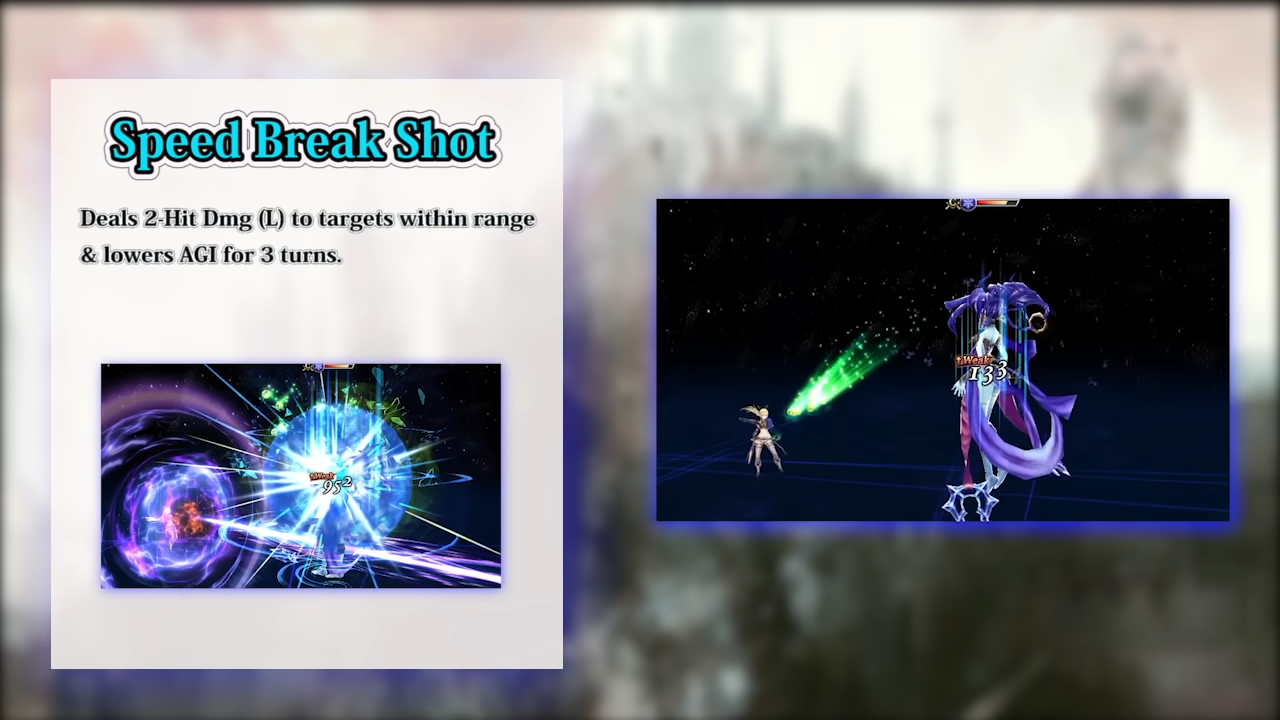 Speed Break Shot
Deals 2-Hit Dmg (L) to targets within range
& lowers AGI for 3 turns.
Weak
952
Weak
133